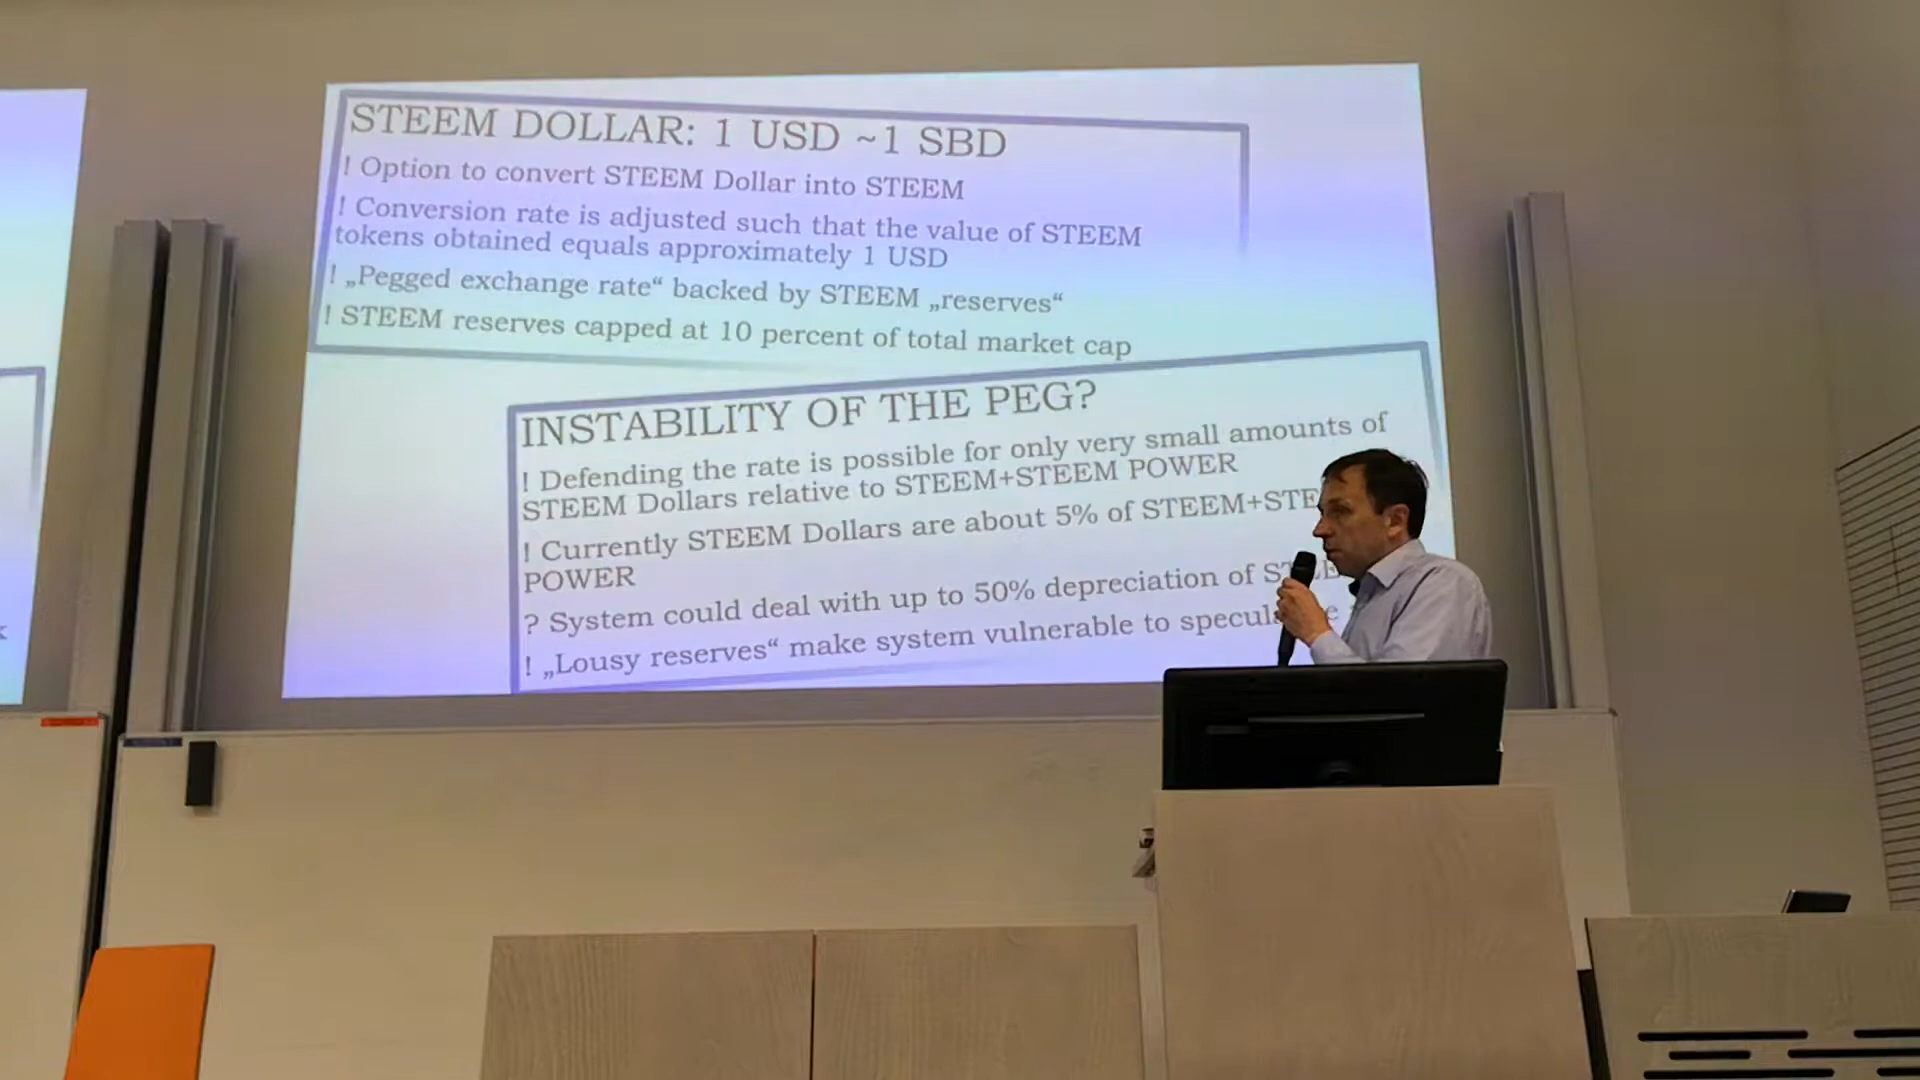 STEEM DOLLAR: 1 USD ~1 SBD
! Option to convert STEEM Dollar into STEEM
! Conversion rate is adjusted such that the value of STEEM
tokens obtained equals approximately 1 USD
! „Pegged exchange rate“ backed by STEEM „reserves“
! STEEM reserves capped at 10 percent of total market cap
INSTABILITY OF THE PEG?
! Defending the rate is possible for only very small amounts of
STEEM Dollars relative to STEEM+STEEM POWER
! Currently STEEM Dollars are about 5% of STEEM+STE
POWER
? System could deal with up to 50% depreciation of
! „Lousy reserves“ make system vulnerable to